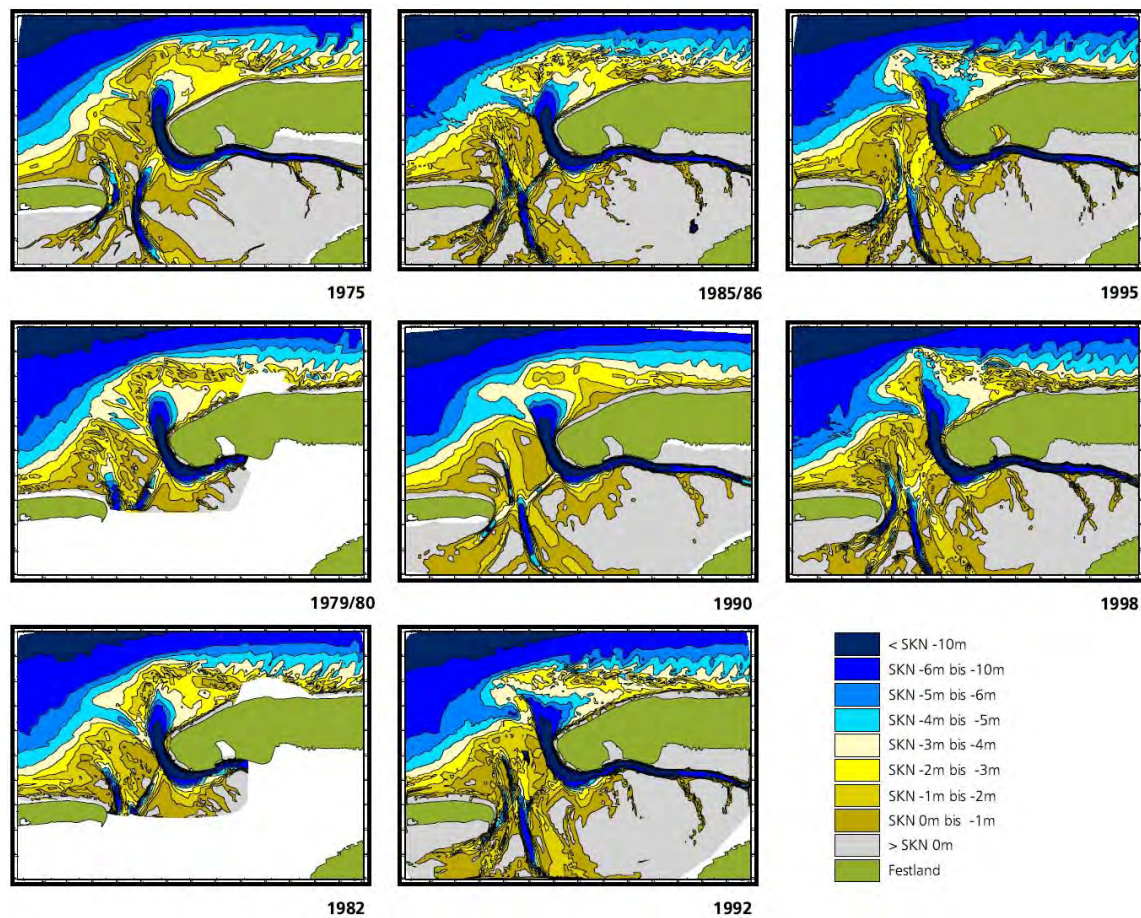 1975
1985/86
1995
1979/80
1990
1998
1982
1992
< SKN -10m
SKN -6m bis -10m
SKN -5m bis -6m
SKN -4m bis -5m
SKN -3m bis -4m
SKN -2m bis -3m
SKN -1m bis -2m
SKN 0m bis -1m
> SKN 0m
Festland